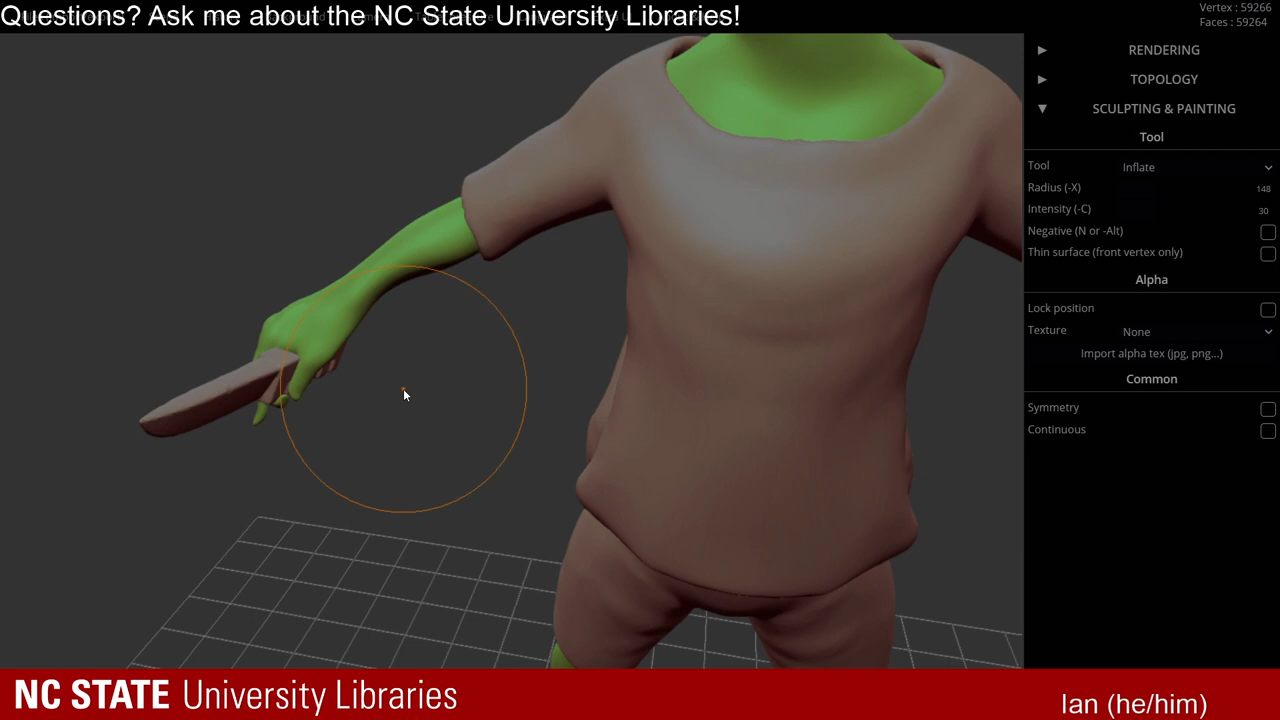 Questions? Ask me about the NC State University Libraries!
Vertex : 59266
Faces : 59264
RENDERING
TOPOLOGY
SCULPTING & PAINTING
Tool
Tool Inflate
Radius (-X) 148
Intensity (-C) 30
Negative (N or -Alt)
Thin surface (front vertex only)
Alpha
Lock position
Texture None
Import alpha tex (jpg, png...)
Common
Symmetry
Continuous
NC STATE University Libraries
Ian (he/him)